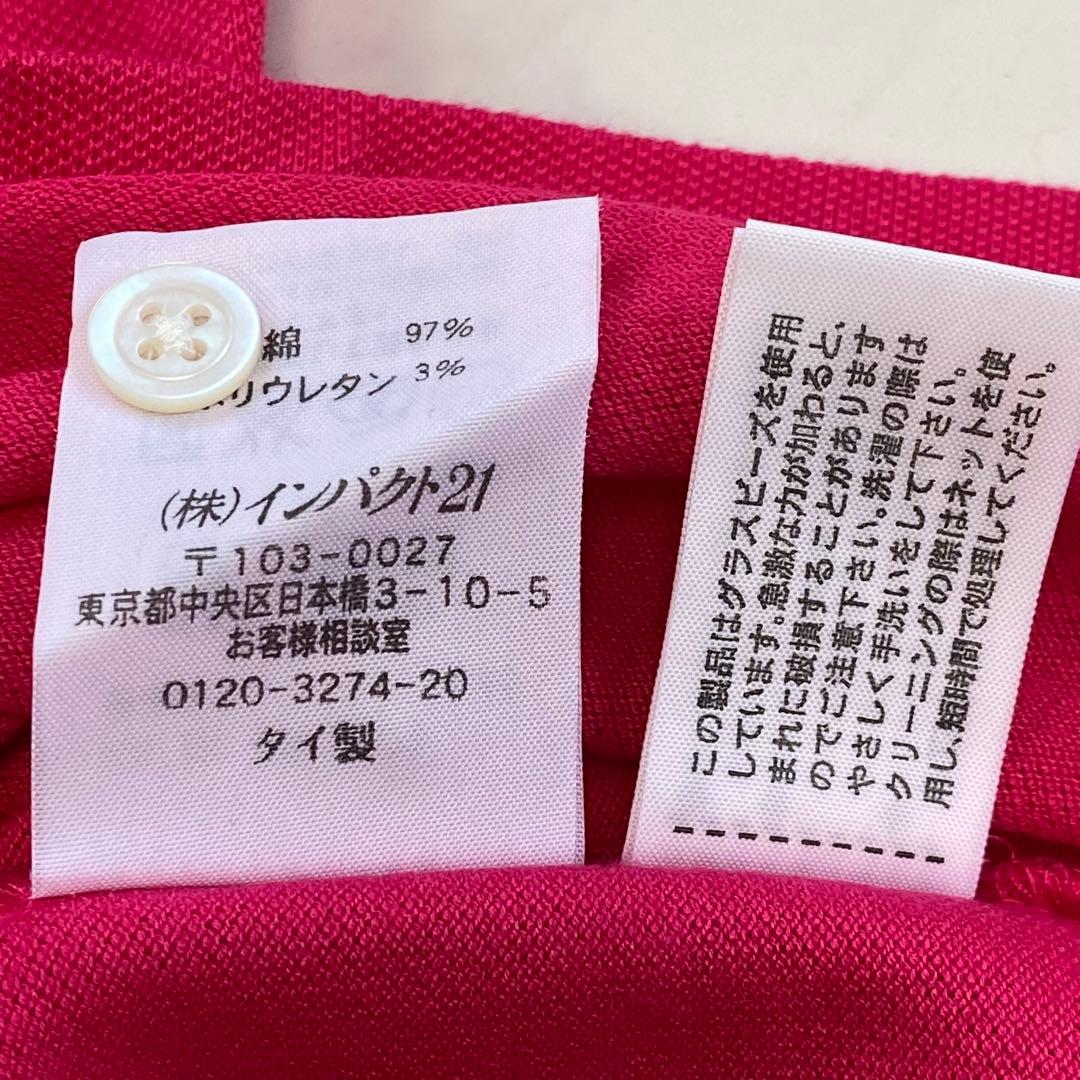 綿 97%
ポリウレタン 3%
(株)インパクト21
〒103-0027
東京都中央区日本橋3-10-5
お客様相談室
0120-3274-20
タイ製
この製品はグラスビーズを使用
しています。急激な力が加わると、
まれに破損することがあります
のでご注意下さい。洗濯の際は
やさしく手洗いをして下さい。
クリーニングの際はネットを使
用し、短時間で処理してください。